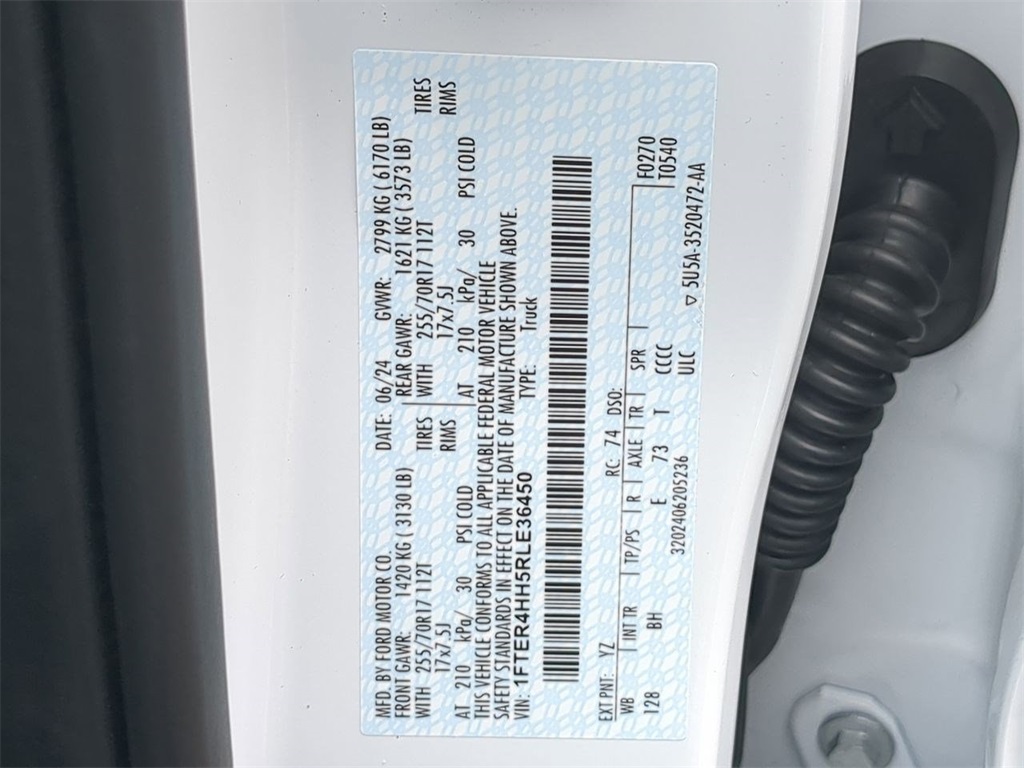 MFD. BY FORD MOTOR CO. DATE: 06/24 GVWR: 2799 KG ( 6170 LB)
FRONT GAWR: 1420 KG ( 3130 LB) REAR GAWR: 1621 KG ( 3573 LB)
WITH 255/70R17 112T TIRES WITH 255/70R17 112T TIRES
17x7.5J RIMS 17x7.5J RIMS
AT 210 kPa/ 30 PSI COLD AT 210 kPa/ 30 PSI COLD
THIS VEHICLE CONFORMS TO ALL APPLICABLE FEDERAL MOTOR VEHICLE
SAFETY STANDARDS IN EFFECT ON THE DATE OF MANUFACTURE SHOWN ABOVE.
VIN: 1FTER4HH5RLE36450 TYPE: Truck
EXT PNT: YZ RC: 74 DSO: F0270
WB INT TR TP/PS R AXLE TR SPR T0540
128 BH E 73 T CCCC
3202406205236 ULC ▽ 5U5A-3520472-AA